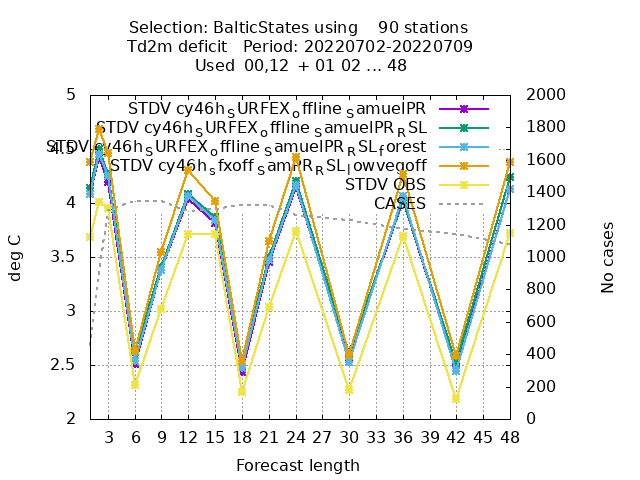 Selection: BalticStates using    90 stations
Td2m deficit   Period: 20220702-20220709
Used  00,12  + 01 02 ... 48
STDV cy46h_SURFEX_offline_SamuelPR
STDV cy46h_SURFEX_offline_SamuelPR_RSL
STDV cy46h_SURFEX_offline_SamuelPR_RSL_forest
STDV cy46h_sfxoff_SamPR_RSL_lowvegoff
STDV OBS
CASES
5
4.5
4
3.5
3
2.5
2
deg C
2000
1800
1600
1400
1200
1000
800
600
400
200
0
No cases
3 6 9 12 15 18 21 24 27 30 33 36 39 42 45 48
Forecast length